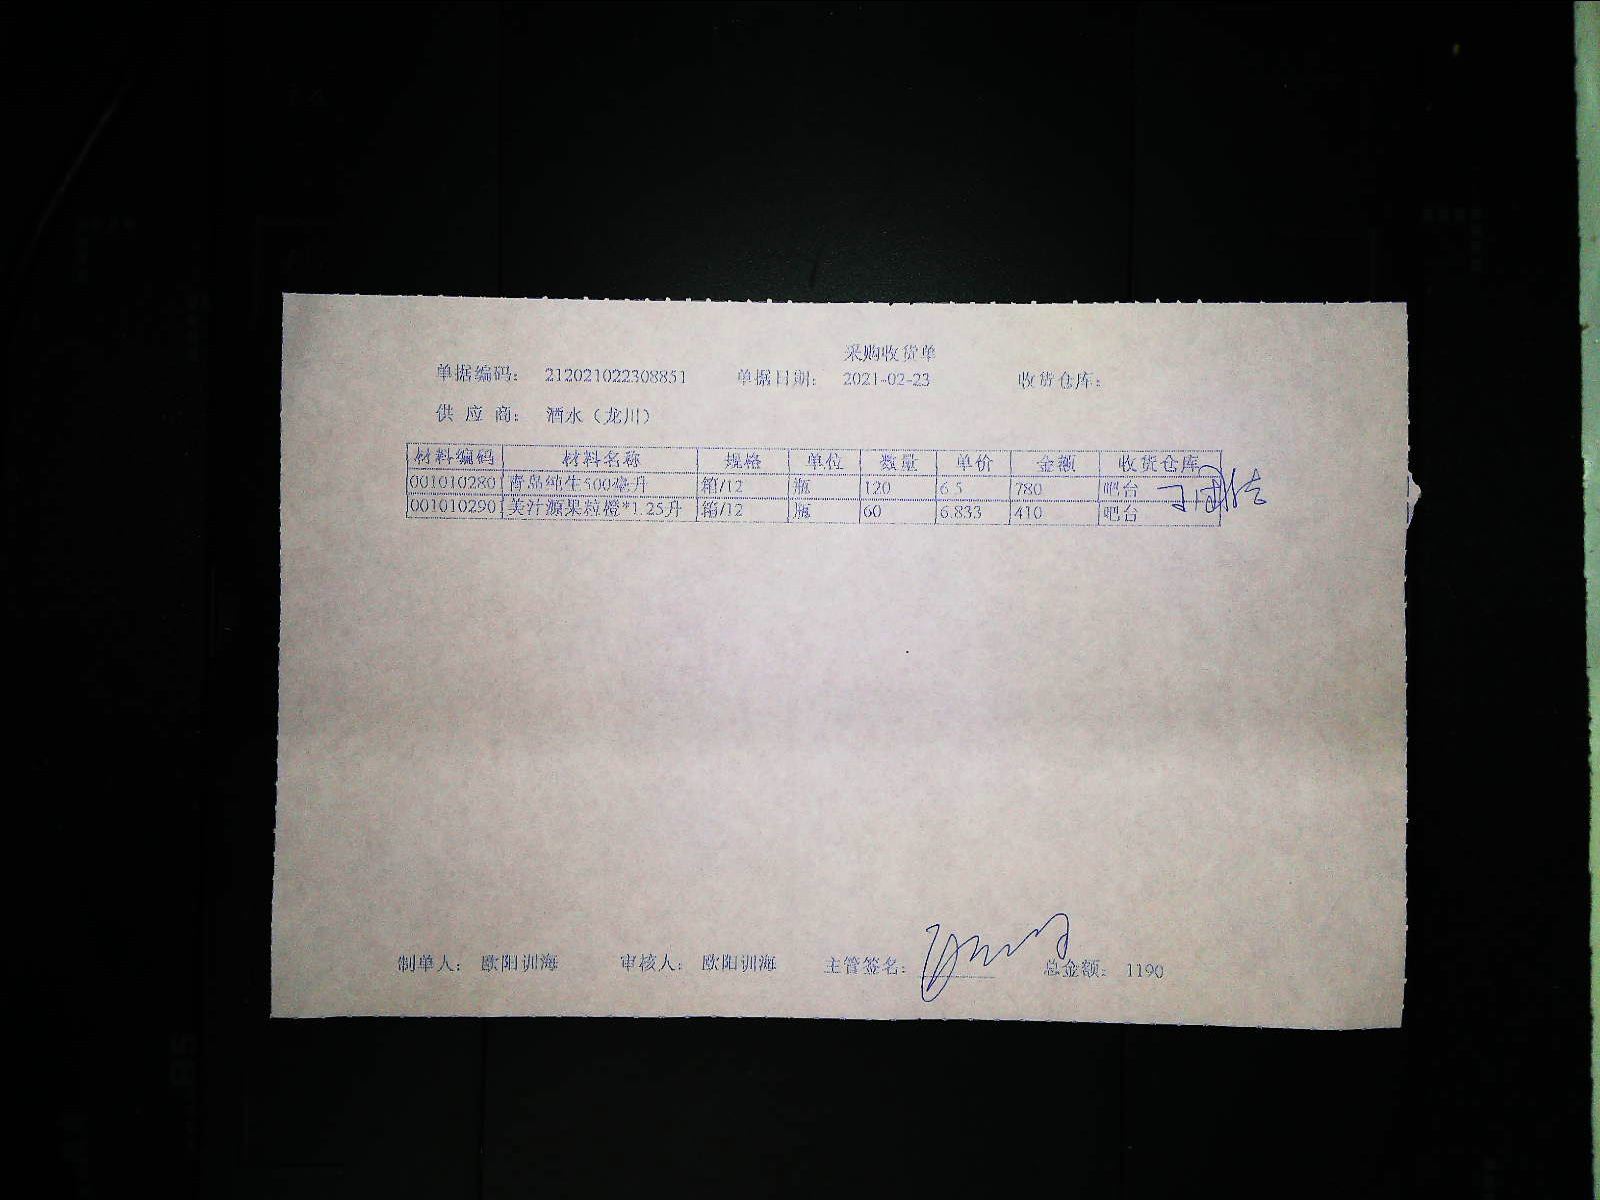 采购收货单
单据编码： 212021022308851 单据日期： 2021-02-23 收货仓库：
供 应 商： 酒水（龙川）
材料编码 材料名称 规格 单位 数量 单价 金额 收货仓库
001010280 青岛纯生500毫升 箱/12 瓶 120 6.5 780 吧台
001010290 美汁源果粒橙*1.25升 箱/12 瓶 60 6.833 410 吧台
制单人： 欧阳训海 审核人： 欧阳训海 主管签名： 总金额： 1190